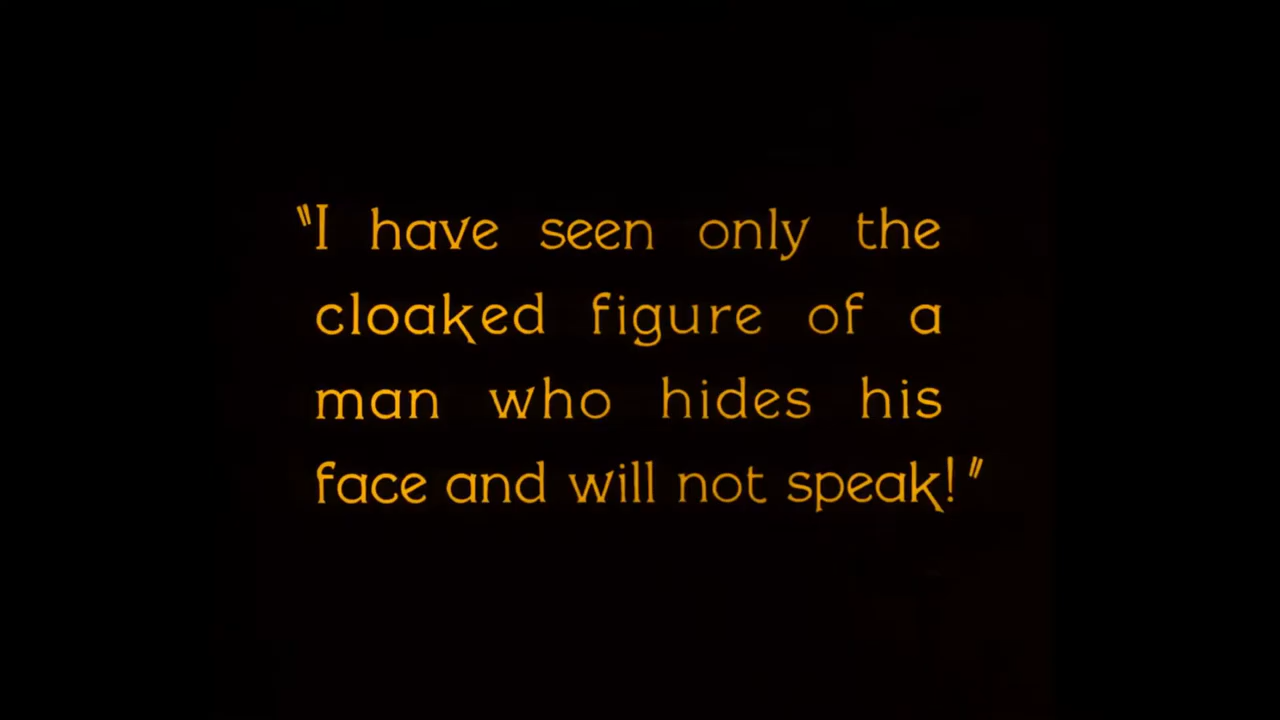 "I have seen only the
cloaked figure of a
man who hides his
face and will not speak!"